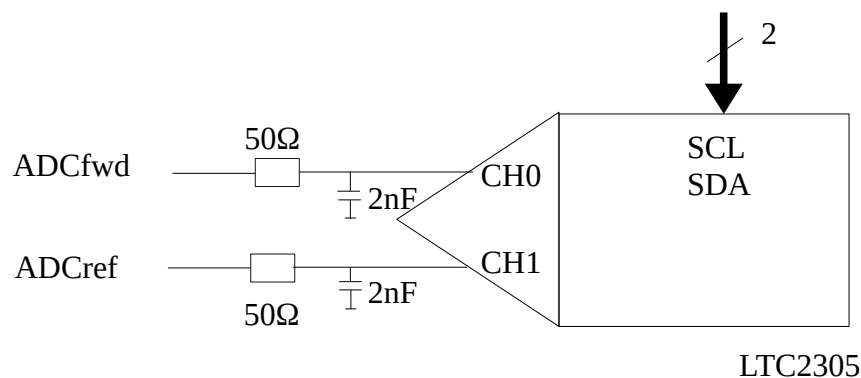 2
SCL
SDA
50Ω
ADCfwd
CH0
2nF
ADCref
CH1
2nF
50Ω
LTC2305